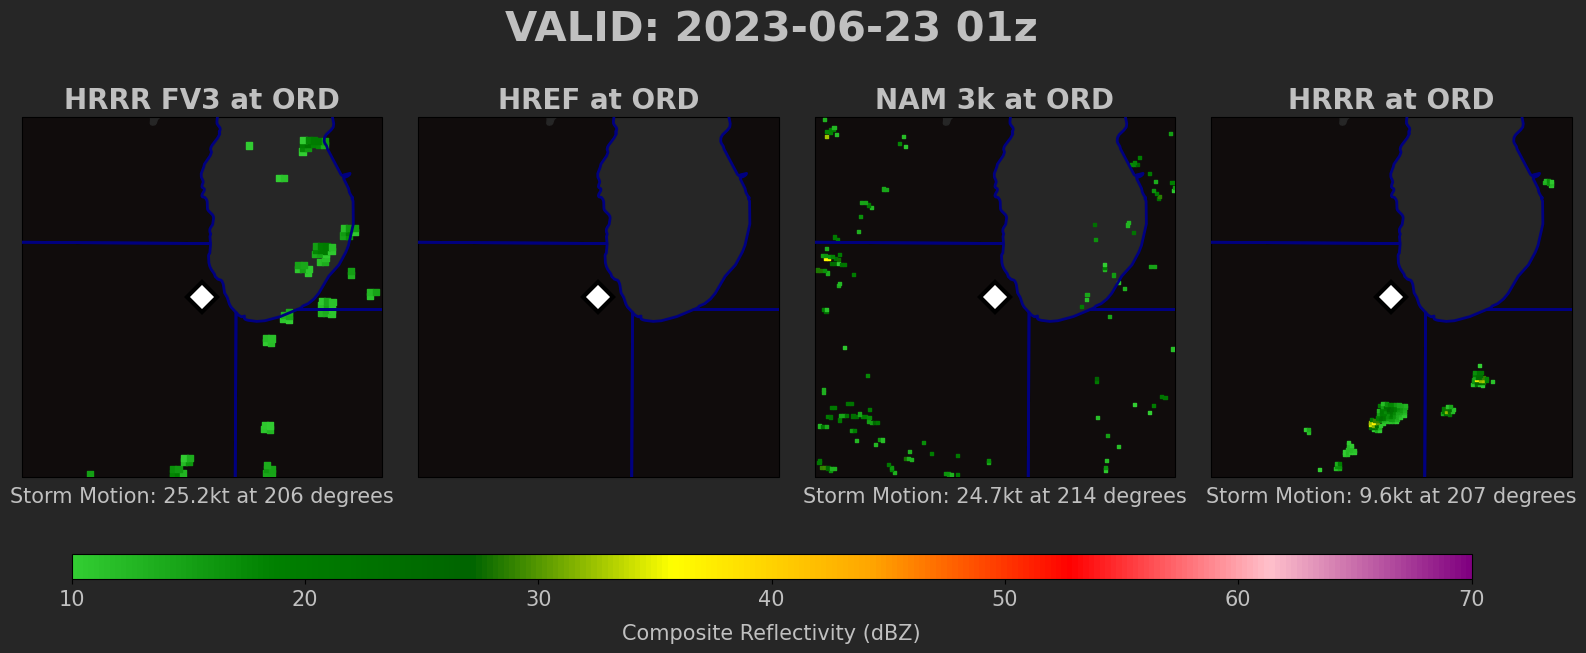 VALID: 2023-06-23 01z
HRRR FV3 at ORD
HREF at ORD
NAM 3k at ORD
HRRR at ORD
Storm Motion: 25.2kt at 206 degrees
Storm Motion: 24.7kt at 214 degrees
Storm Motion: 9.6kt at 207 degrees
10 20 30 40 50 60 70
Composite Reflectivity (dBZ)